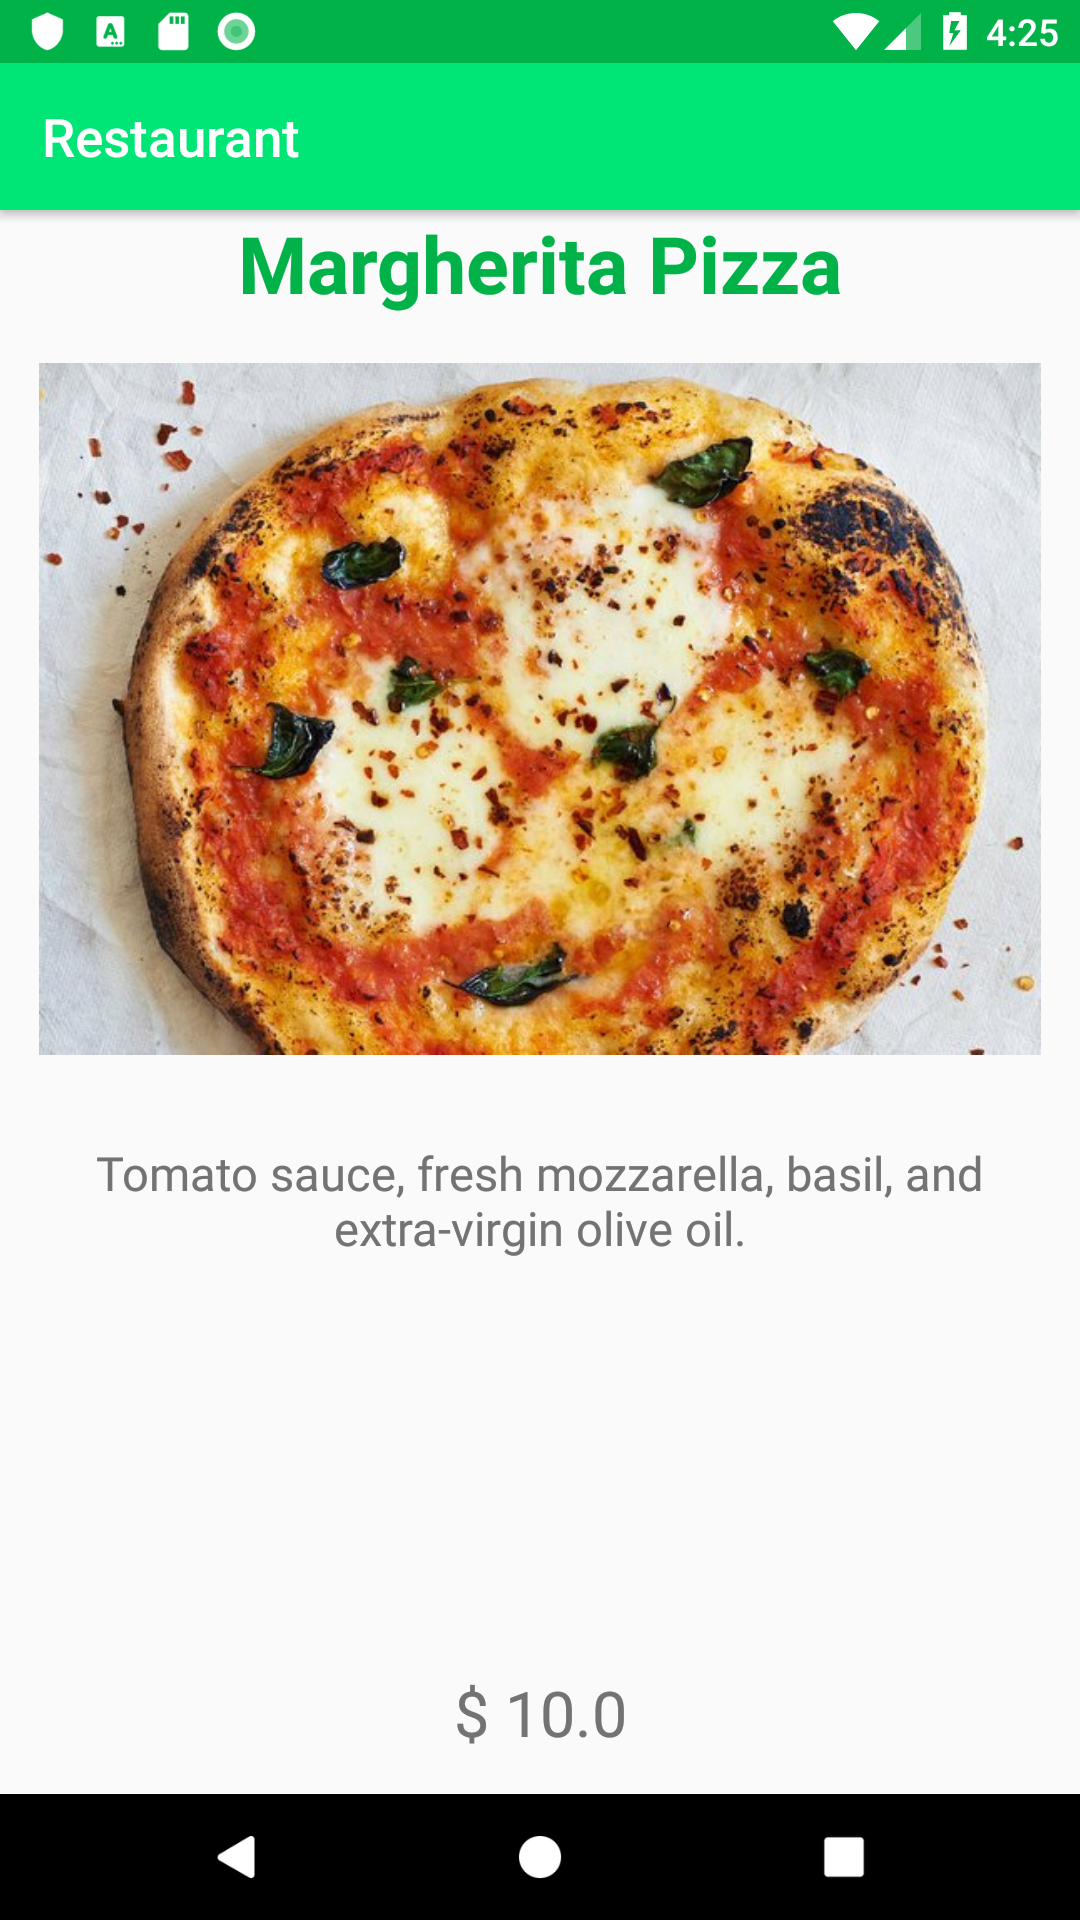 4:25
Restaurant
Margherita Pizza
Tomato sauce, fresh mozzarella, basil, and
extra-virgin olive oil.
$ 10.0